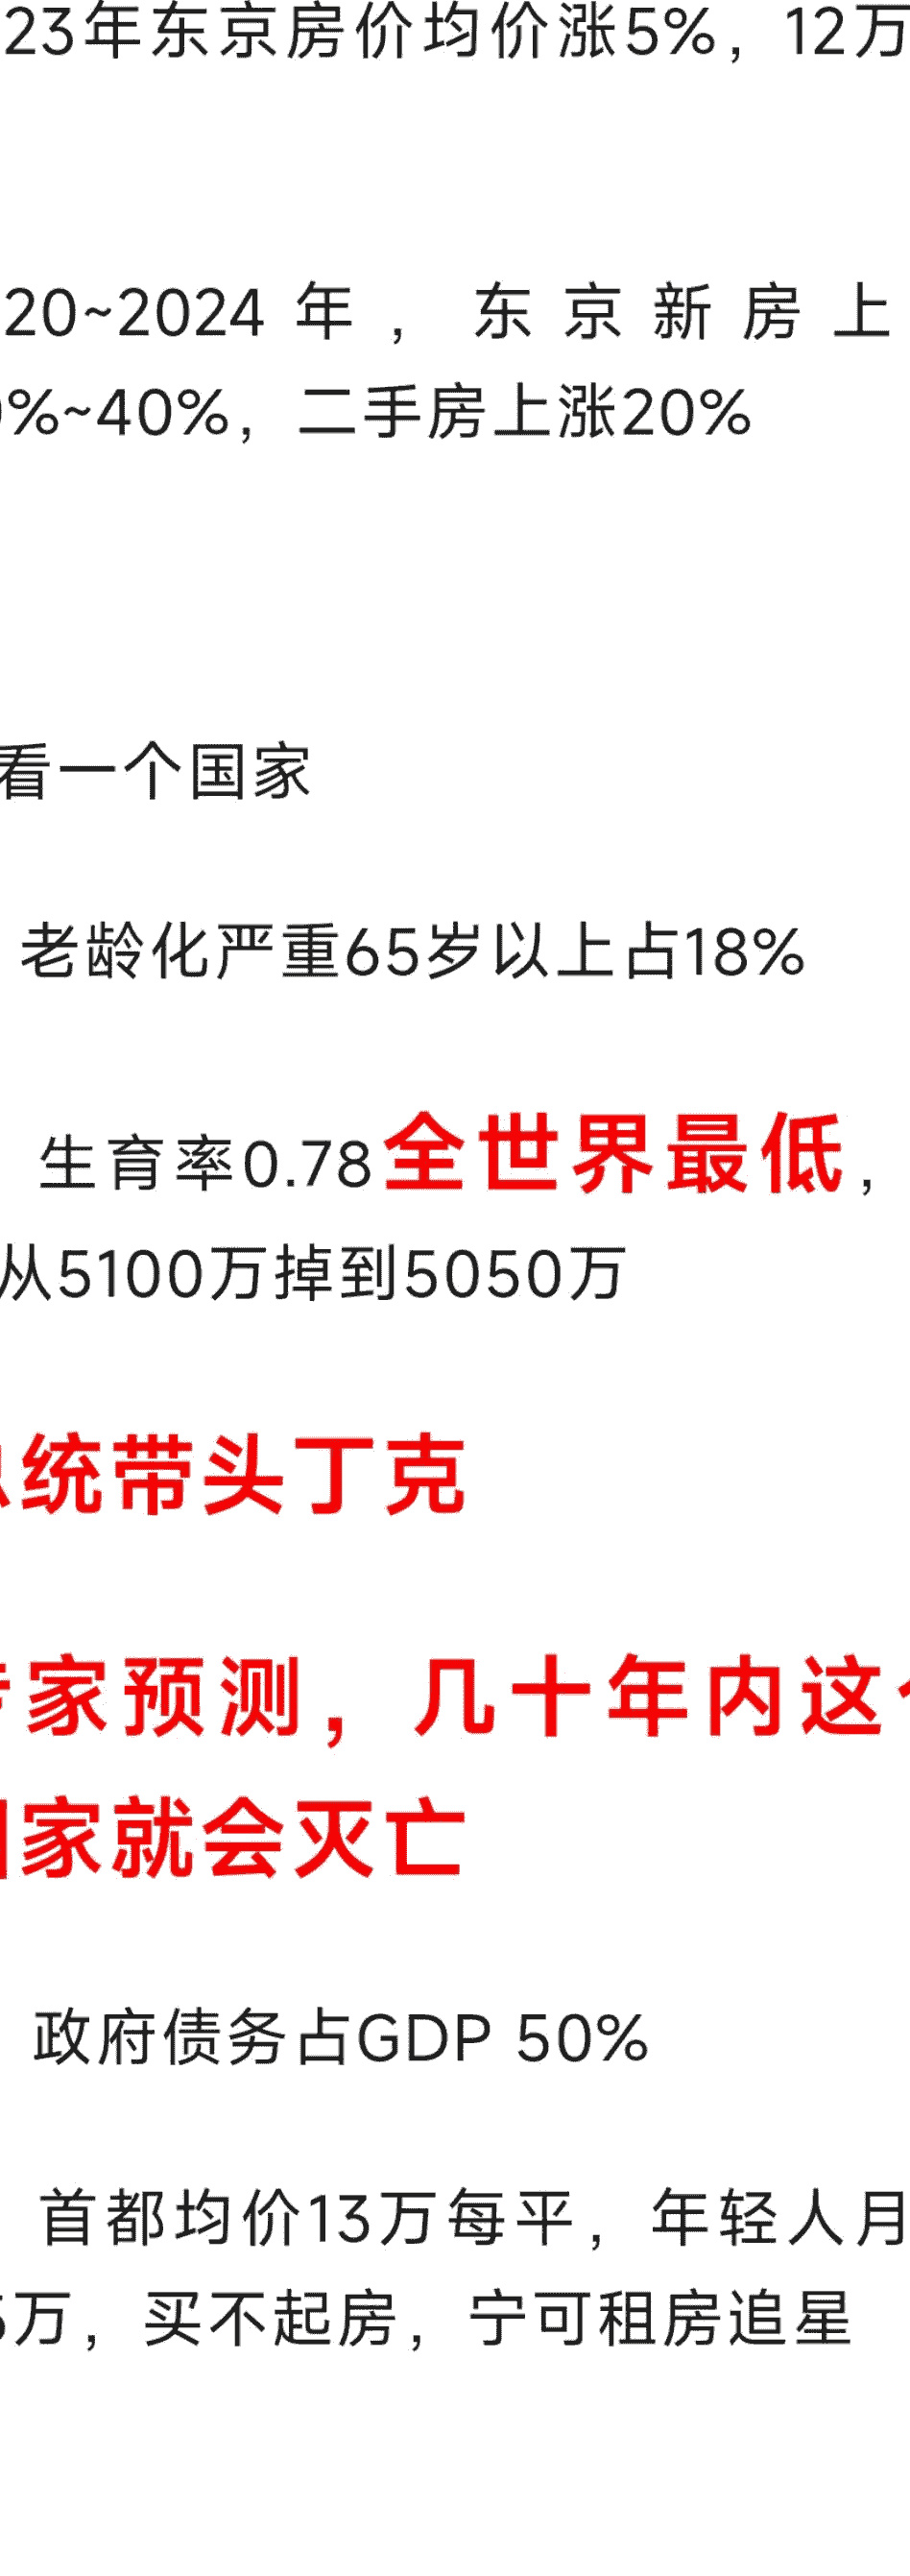 23年东京房价均价涨5%，12万
20~2024年，东京新房上
%~40%，二手房上涨20%
看一个国家
老龄化严重65岁以上占18%
生育率0.78全世界最低，
从5100万掉到5050万
统带头丁克
家预测，几十年内这
家就会灭亡
政府债务占GDP 50%
首都均价13万每平，年轻人月
万，买不起房，宁可租房追星